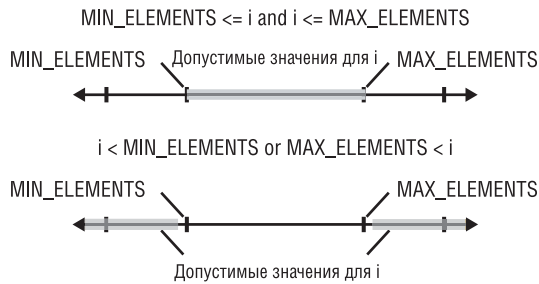 MIN_ELEMENTS <= i and i <= MAX_ELEMENTS
MIN_ELEMENTS Допустимые значения для i MAX_ELEMENTS
i < MIN_ELEMENTS or MAX_ELEMENTS < i
MIN_ELEMENTS MAX_ELEMENTS
Допустимые значения для i